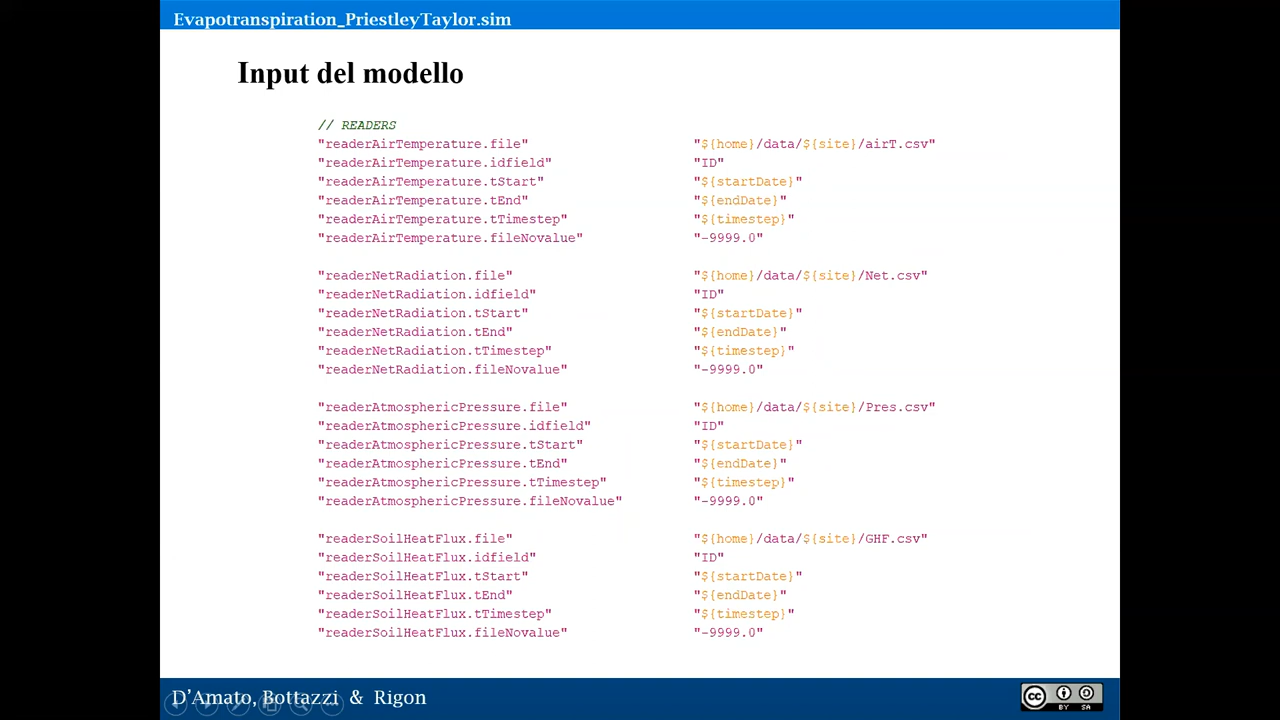 Evapotranspiration_PriestleyTaylor.sim
Input del modello
// READERS
"readerAirTemperature.file" "${home}/data/${site}/airT.csv"
"readerAirTemperature.idfield" "ID"
"readerAirTemperature.tStart" "${startDate}"
"readerAirTemperature.tEnd" "${endDate}"
"readerAirTemperature.tTimestep" "${timestep}"
"readerAirTemperature.fileNovalue" "-9999.0"
"readerNetRadiation.file" "${home}/data/${site}/Net.csv"
"readerNetRadiation.idfield" "ID"
"readerNetRadiation.tStart" "${startDate}"
"readerNetRadiation.tEnd" "${endDate}"
"readerNetRadiation.tTimestep" "${timestep}"
"readerNetRadiation.fileNovalue" "-9999.0"
"readerAtmosphericPressure.file" "${home}/data/${site}/Pres.csv"
"readerAtmosphericPressure.idfield" "ID"
"readerAtmosphericPressure.tStart" "${startDate}"
"readerAtmosphericPressure.tEnd" "${endDate}"
"readerAtmosphericPressure.tTimestep" "${timestep}"
"readerAtmosphericPressure.fileNovalue" "-9999.0"
"readerSoilHeatFlux.file" "${home}/data/${site}/GHF.csv"
"readerSoilHeatFlux.idfield" "ID"
"readerSoilHeatFlux.tStart" "${startDate}"
"readerSoilHeatFlux.tEnd" "${endDate}"
"readerSoilHeatFlux.tTimestep" "${timestep}"
"readerSoilHeatFlux.fileNovalue" "-9999.0"
D'Amato, Bottazzi & Rigon
CC BY SA